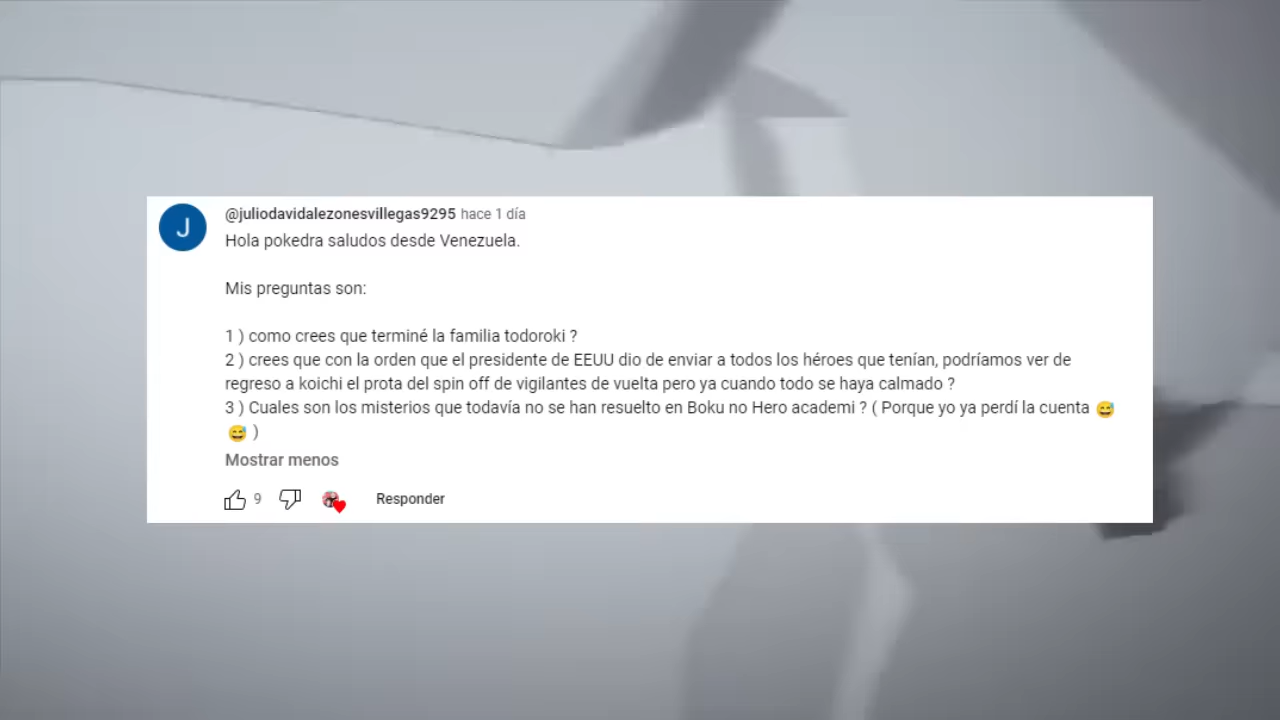 J
@juliodavidalezonesvillegas9295 hace 1 día
Hola pokedra saludos desde Venezuela.
Mis preguntas son:
1 ) como crees que terminé la familia todoroki ?
2 ) crees que con la orden que el presidente de EEUU dio de enviar a todos los héroes que tenían, podríamos ver de
regreso a koichi el prota del spin off de vigilantes de vuelta pero ya cuando todo se haya calmado ?
3 ) Cuales son los misterios que todavía no se han resuelto en Boku no Hero academi ? ( Porque yo ya perdí la cuenta 😅
😅 )
Mostrar menos
9 Responder